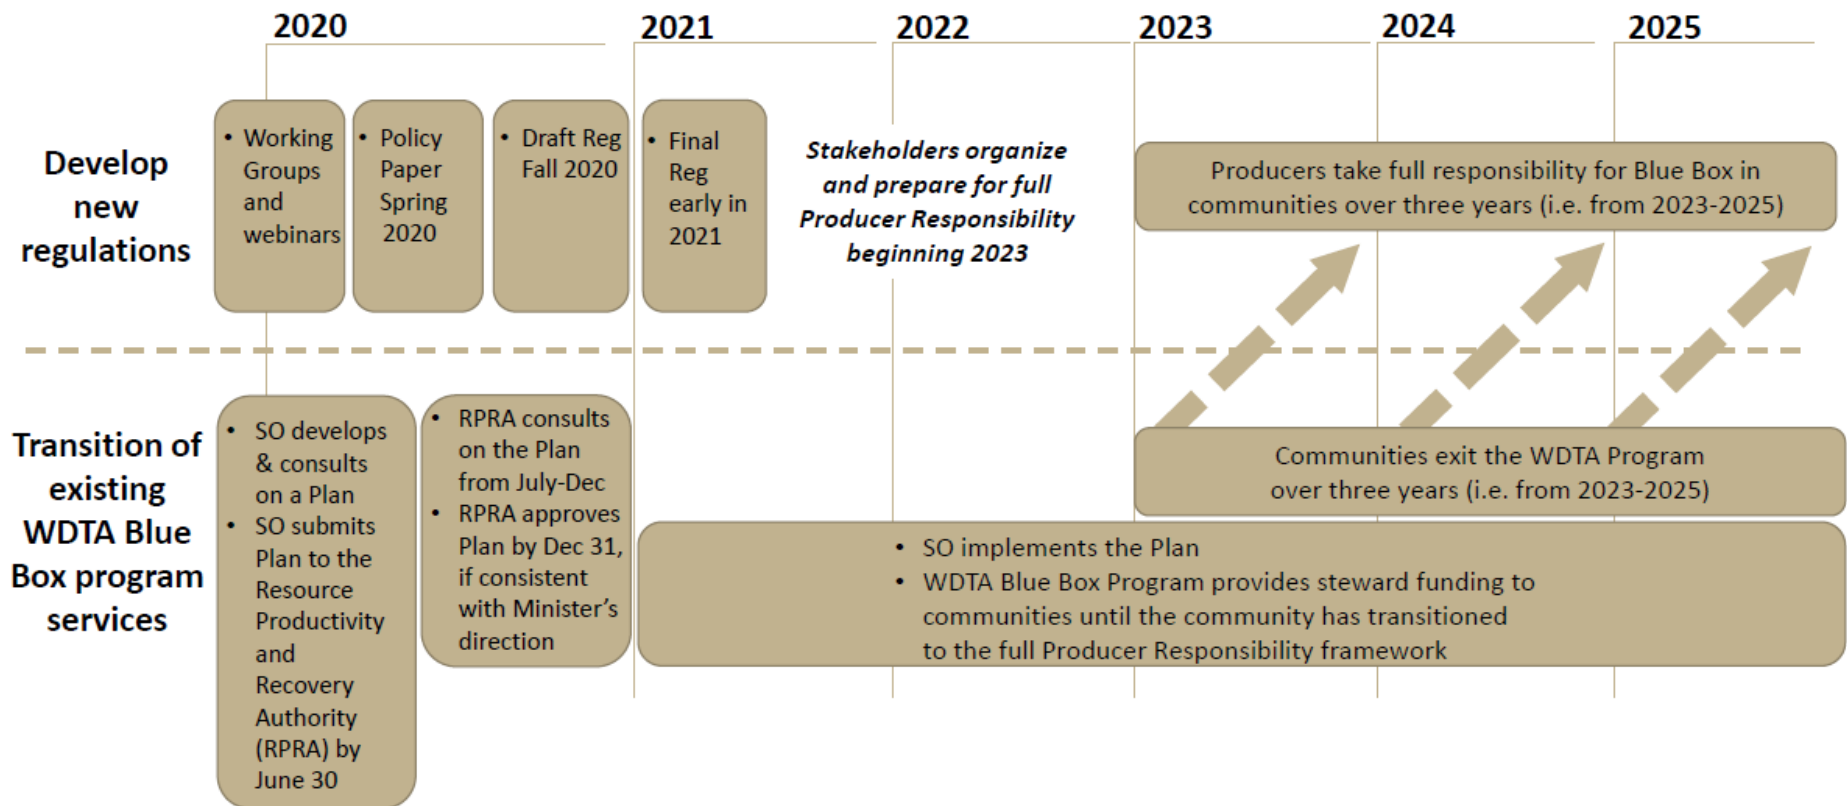 2020
2021
2022
2023
2024
2025
Develop
new
regulations
• Working
Groups
and
webinars
• Policy
Paper
Spring
2020
• Draft Reg
Fall 2020
• Final
Reg
early in
2021
Stakeholders organize
and prepare for full
Producer Responsibility
beginning 2023
Producers take full responsibility for Blue Box in
communities over three years (i.e. from 2023-2025)
Transition of
existing
WDTA Blue
Box program
services
• SO develops
& consults
on a Plan
• SO submits
Plan to the
Resource
Productivity
and
Recovery
Authority
(RPRA) by
June 30
• RPRA consults
on the Plan
from July-Dec
• RPRA approves
Plan by Dec 31,
if consistent
with Minister’s
direction
Communities exit the WDTA Program
over three years (i.e. from 2023-2025)
• SO implements the Plan
• WDTA Blue Box Program provides steward funding to
communities until the community has transitioned
to the full Producer Responsibility framework